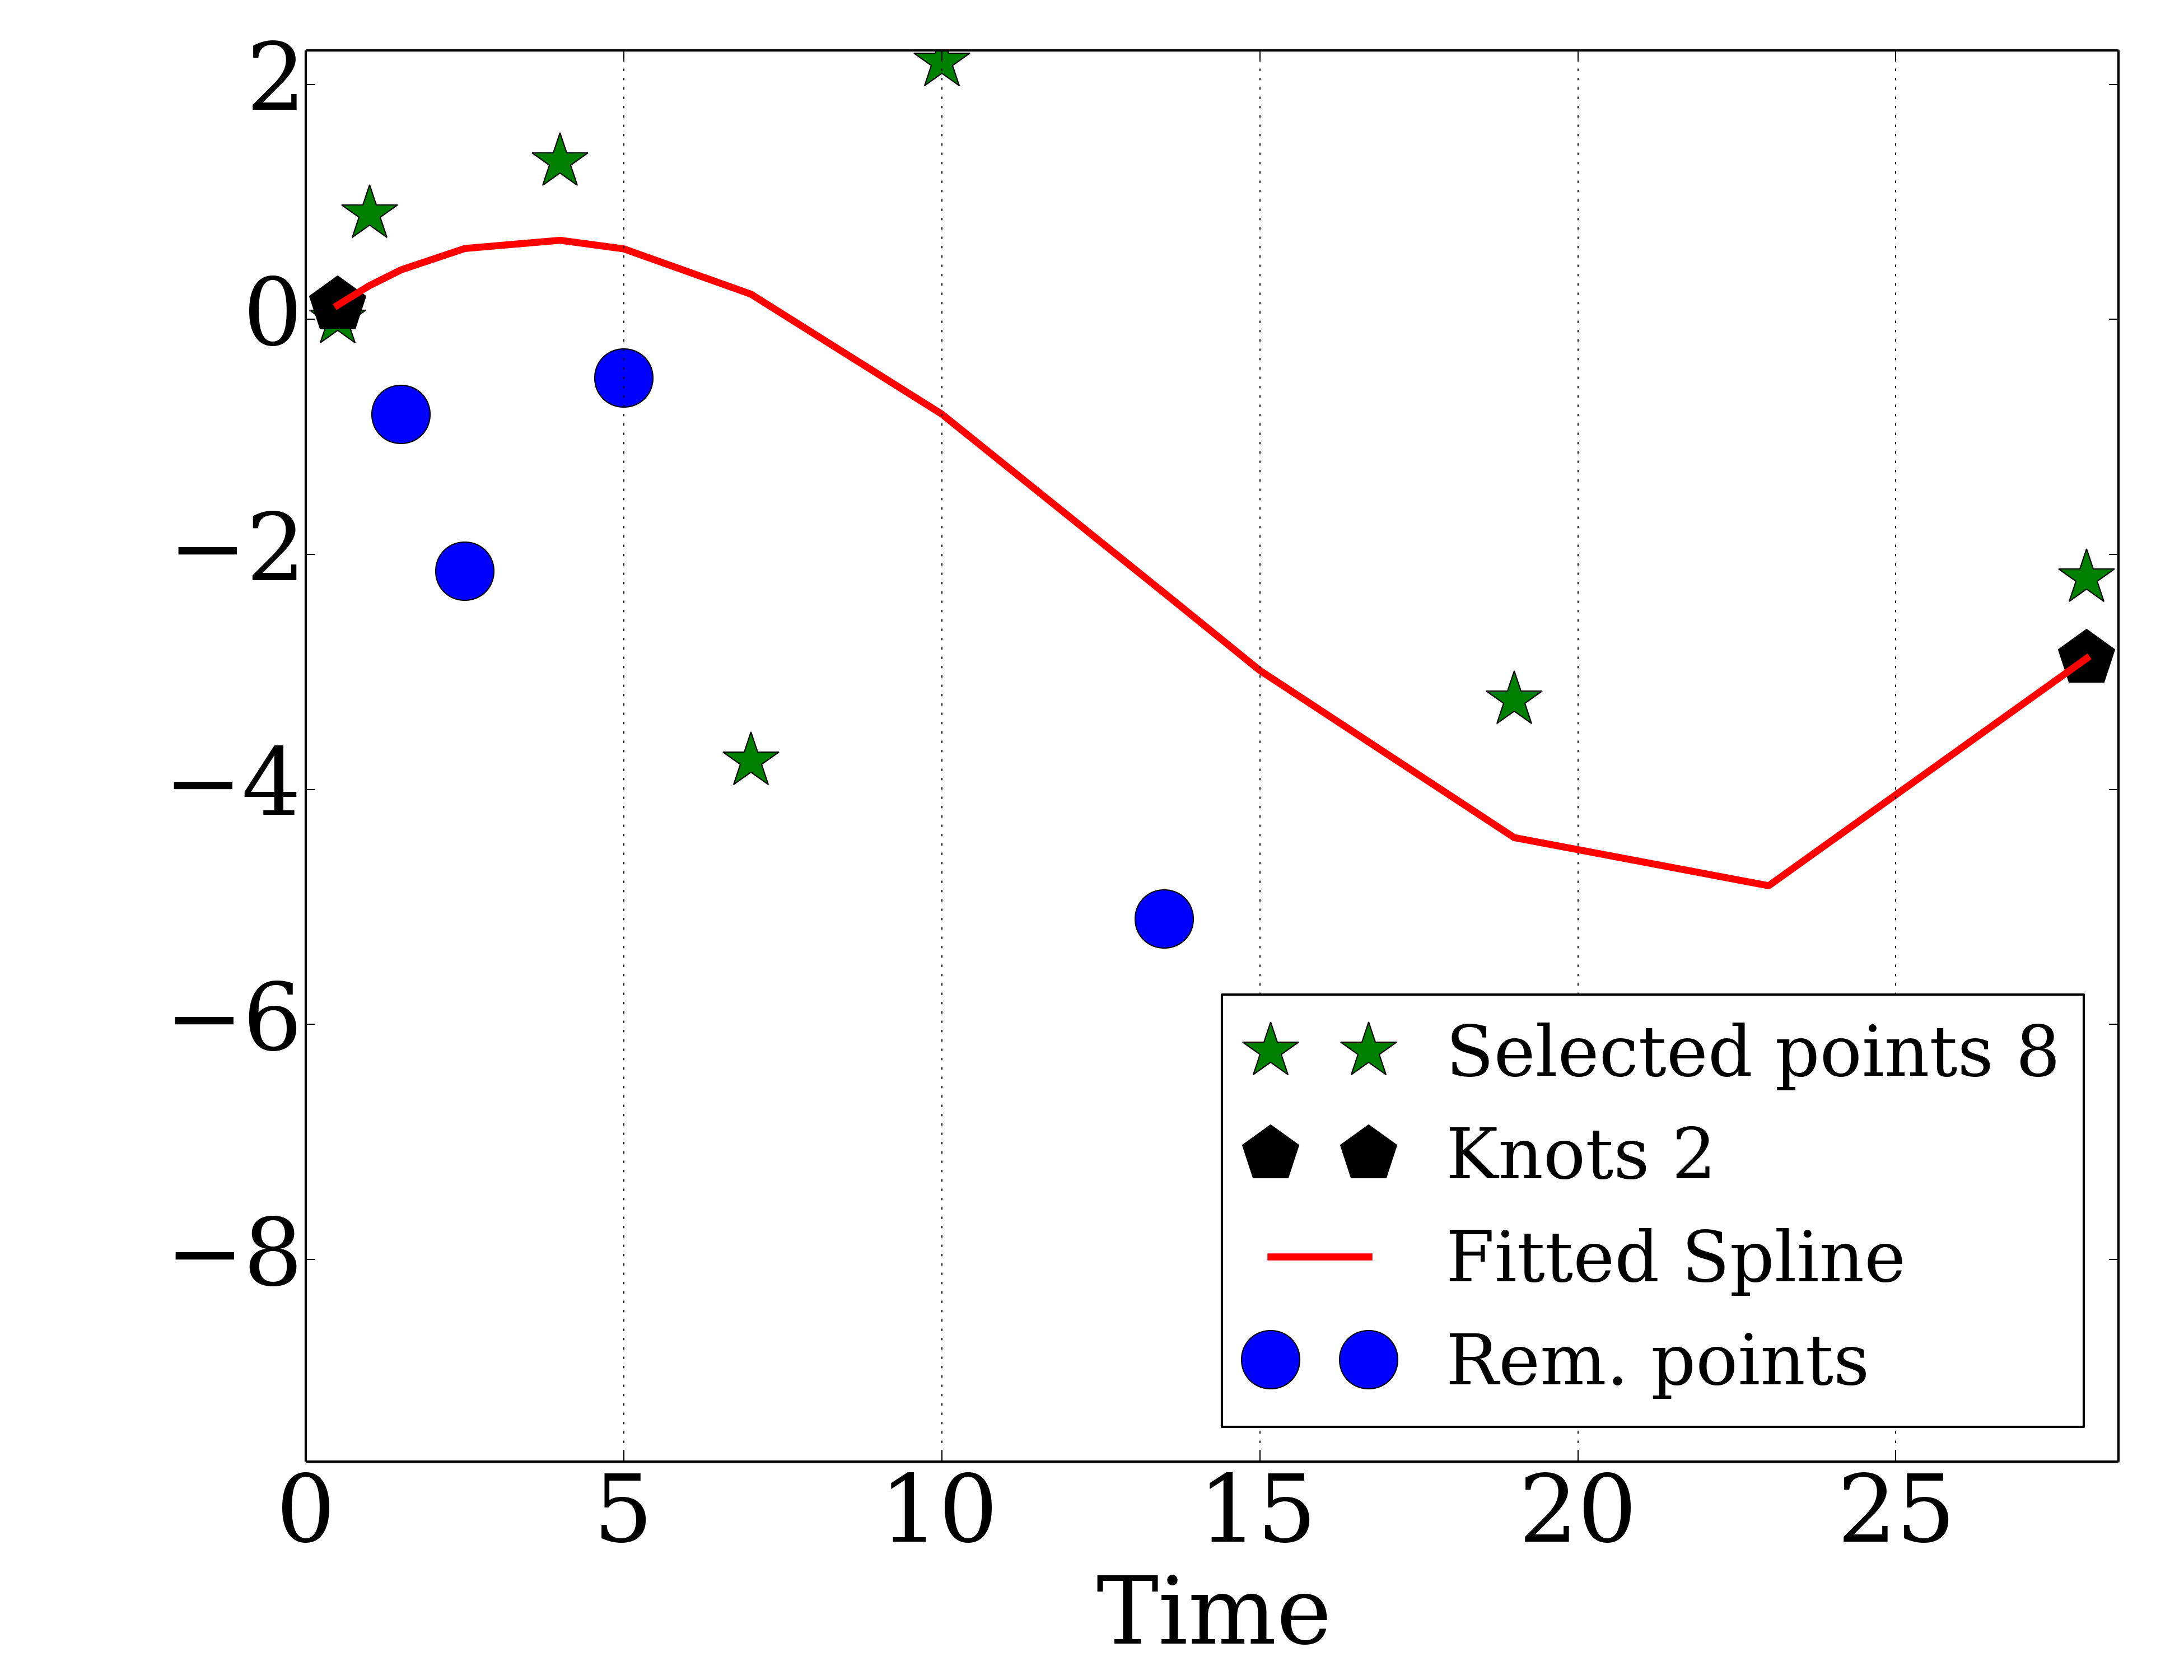 2
0
−2
−4
−6
−8
Selected points 8
Knots 2
Fitted Spline
Rem. points
0 5 10 15 20 25
Time